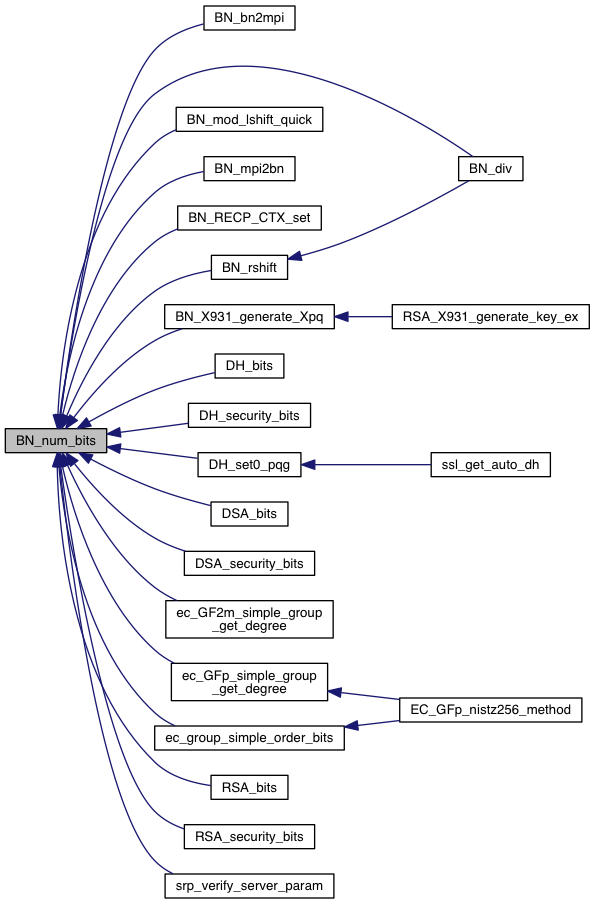 BN_bn2mpi
BN_mod_lshift_quick
BN_mpi2bn
BN_div
BN_RECP_CTX_set
BN_rshift
BN_X931_generate_Xpq
RSA_X931_generate_key_ex
DH_bits
DH_security_bits
BN_num_bits
DH_set0_pqg
ssl_get_auto_dh
DSA_bits
DSA_security_bits
ec_GF2m_simple_group
_get_degree
ec_GFp_simple_group
_get_degree
EC_GFp_nistz256_method
ec_group_simple_order_bits
RSA_bits
RSA_security_bits
srp_verify_server_param